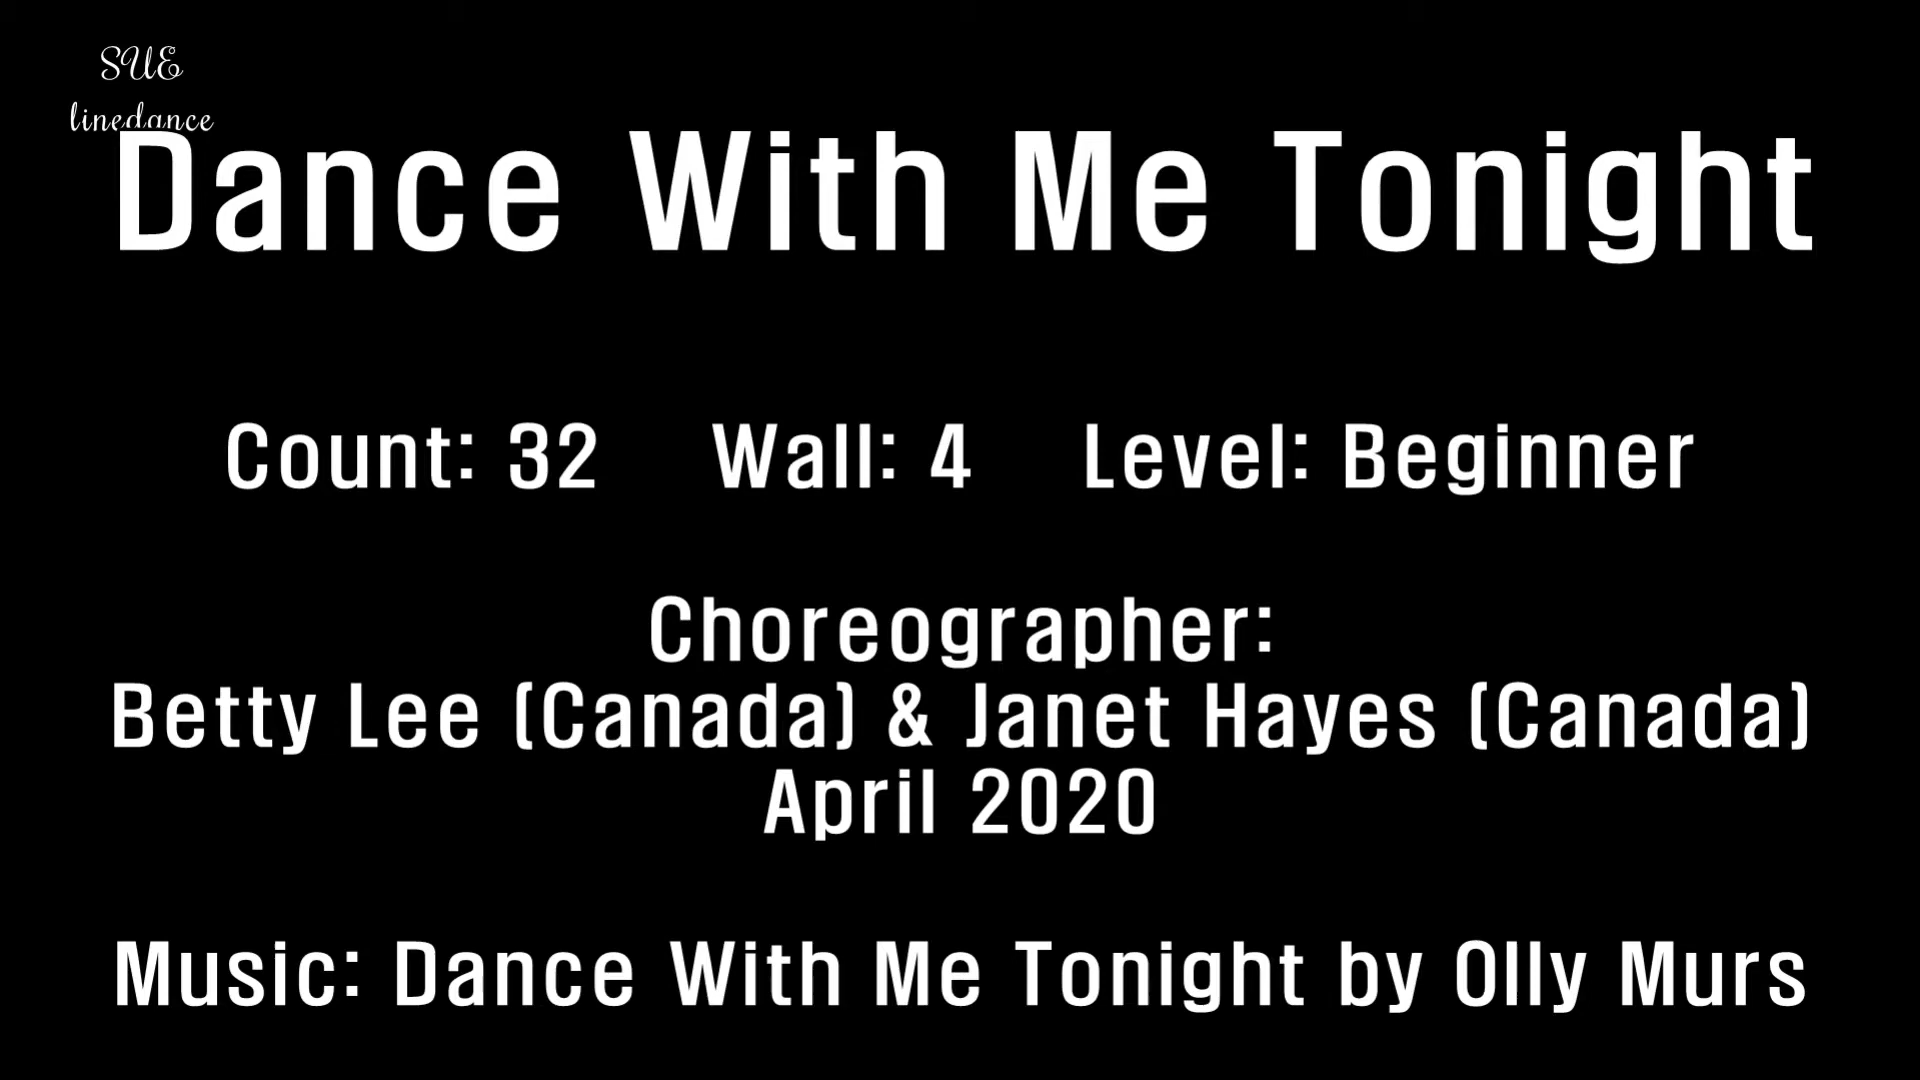 SUE
linedance
Dance With Me Tonight
Count: 32 Wall: 4 Level: Beginner
Choreographer:
Betty Lee (Canada) & Janet Hayes (Canada)
April 2020
Music: Dance With Me Tonight by Olly Murs